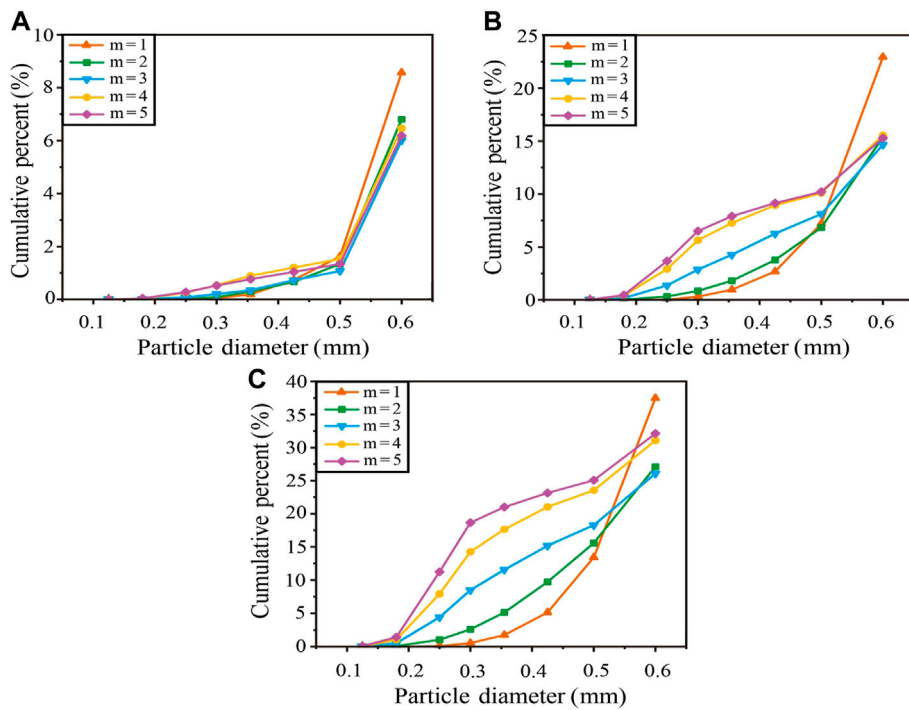 A
Cumulative percent (%)
10
8
6
4
2
0
m = 1
m = 2
m = 3
m = 4
m = 5
0.1 0.2 0.3 0.4 0.5 0.6
Particle diameter (mm)
B
Cumulative percent (%)
25
20
15
10
5
0
m = 1
m = 2
m = 3
m = 4
m = 5
0.1 0.2 0.3 0.4 0.5 0.6
Particle diameter (mm)
C
Cumulative percent (%)
40
35
30
25
20
15
10
5
0
m = 1
m = 2
m = 3
m = 4
m = 5
0.1 0.2 0.3 0.4 0.5 0.6
Particle diameter (mm)